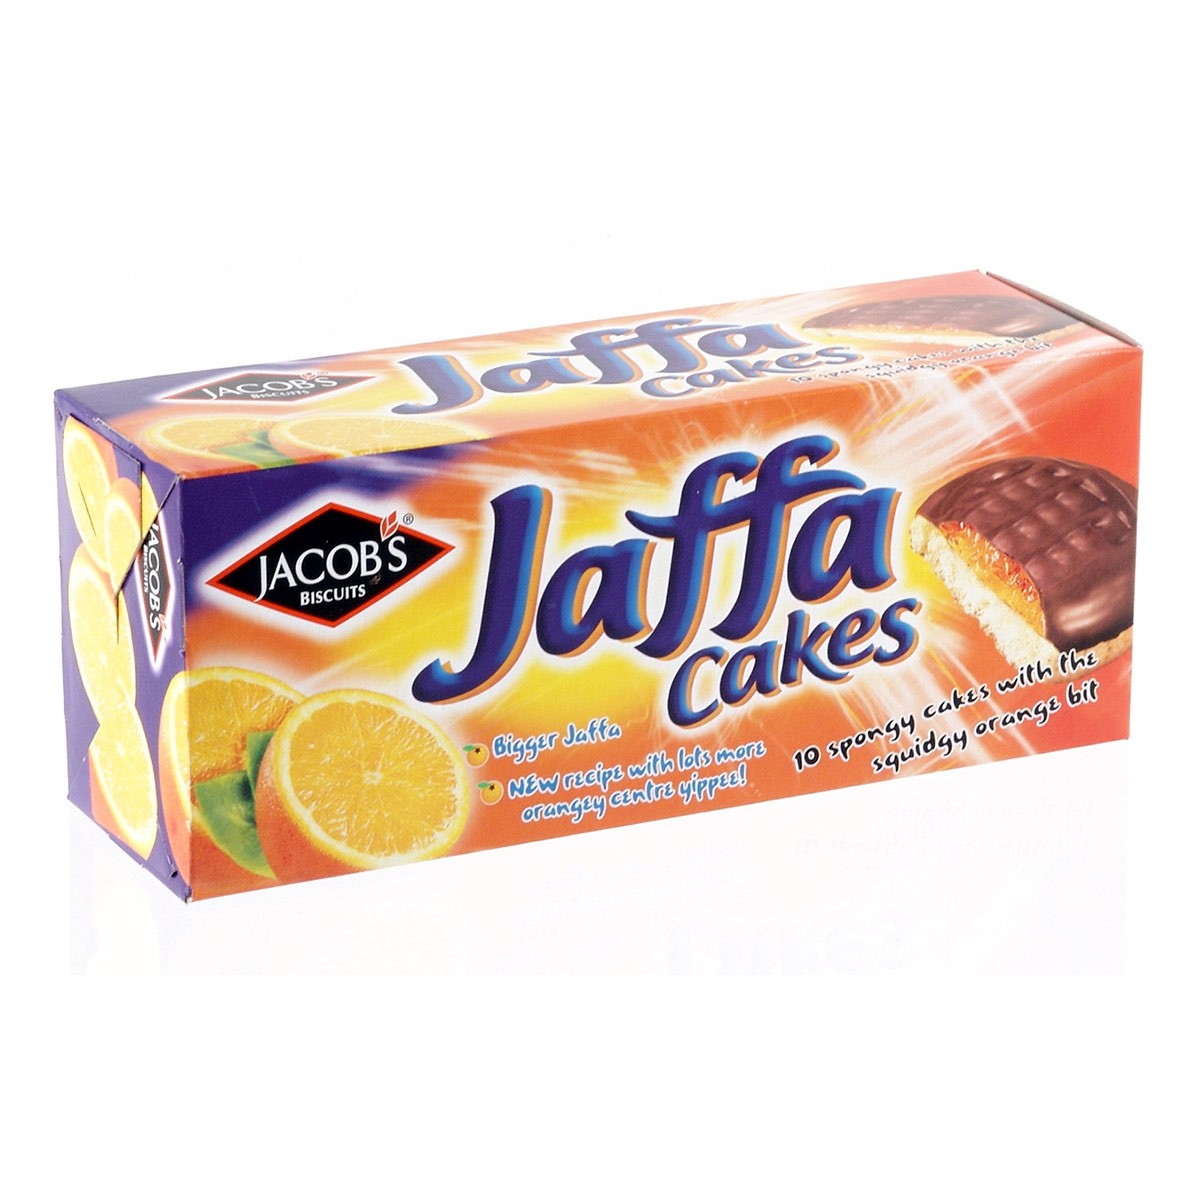 JACOB'S
BISCUITS
Jaffa
cakes
10 spongy cakes with the
squidgy orange bit
JACOB'S
BISCUITS
JACOB'S®
BISCUITS
Jaffa
cakes
Bigger Jaffa
NEW recipe with lots more
orangey centre yippee!
10 spongy cakes with the
squidgy orange bit